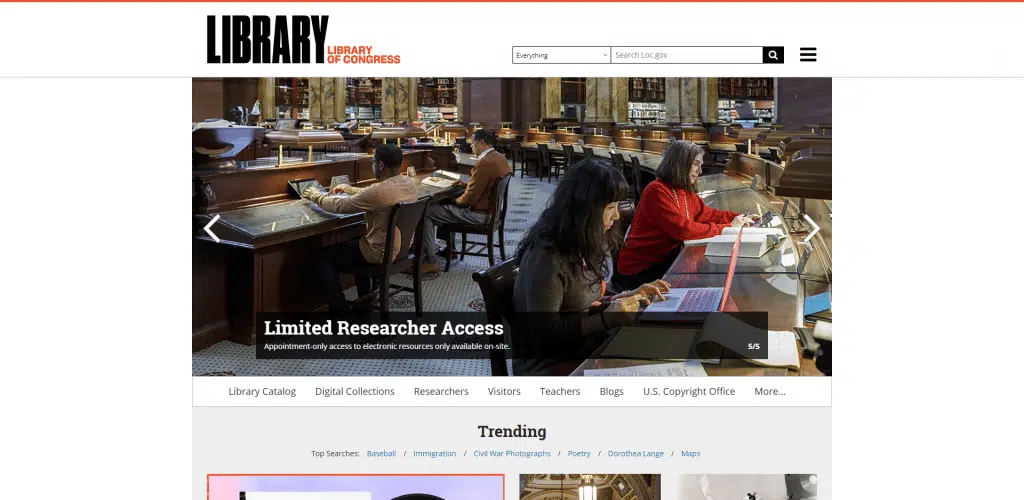 LIBRARY
LIBRARY
OF CONGRESS
Everything
Search Loc.gov
Limited Researcher Access
Appointment-only access to electronic resources only available on-site.
5/5
Library Catalog Digital Collections Researchers Visitors Teachers Blogs U.S. Copyright Office More...
Trending
Top Searches: Baseball / Immigration / Civil War Photographs / Poetry / Dorothea Lange / Maps